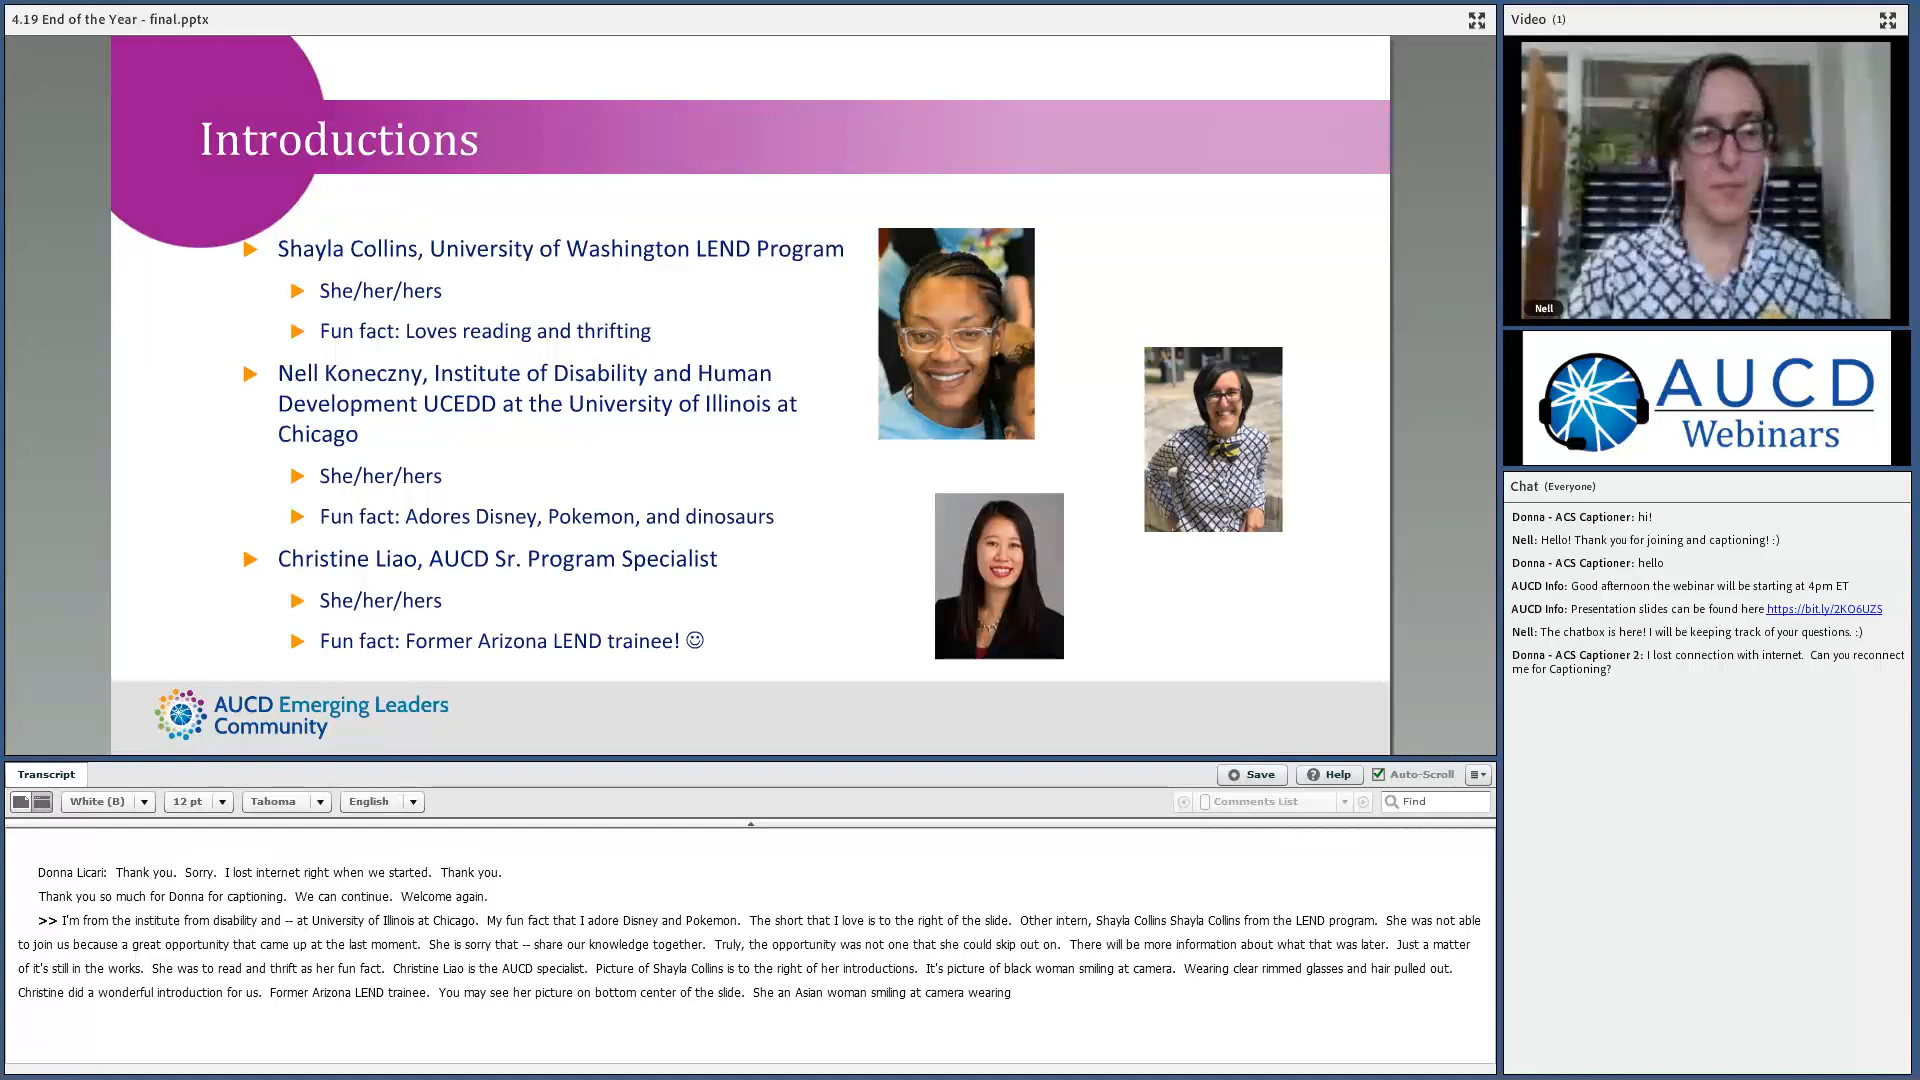 4.19 End of the Year - final.pptx
Introductions
Shayla Collins, University of Washington LEND Program
She/her/hers
Fun fact: Loves reading and thrifting
Nell Koneczny, Institute of Disability and Human
Development UCEDD at the University of Illinois at
Chicago
She/her/hers
Fun fact: Adores Disney, Pokemon, and dinosaurs
Christine Liao, AUCD Sr. Program Specialist
She/her/hers
Fun fact: Former Arizona LEND trainee! ☺
AUCD Emerging Leaders
Community
Video (1)
Nell
AUCD
Webinars
Chat (Everyone)
Donna - ACS Captioner: hi!
Nell: Hello! Thank you for joining and captioning! :)
Donna - ACS Captioner: hello
AUCD Info: Good afternoon the webinar will be starting at 4pm ET
AUCD Info: Presentation slides can be found here https://bit.ly/2KO6UZS
Nell: The chatbox is here! I will be keeping track of your questions. :)
Donna - ACS Captioner 2: I lost connection with internet. Can you reconnect
me for Captioning?
Transcript
Save
Help
Auto-Scroll
White (B)
12 pt
Tahoma
English
Comments List
Find
Donna Licari: Thank you. Sorry. I lost internet right when we started. Thank you.
Thank you so much for Donna for captioning. We can continue. Welcome again.
>> I'm from the institute from disability and -- at University of Illinois at Chicago. My fun fact that I adore Disney and Pokemon. The short that I love is to the right of the slide. Other intern, Shayla Collins Shayla Collins from the LEND program. She was not able
to join us because a great opportunity that came up at the last moment. She is sorry that -- share our knowledge together. Truly, the opportunity was not one that she could skip out on. There will be more information about what that was later. Just a matter
of it's still in the works. She was to read and thrift as her fun fact. Christine Liao is the AUCD specialist. Picture of Shayla Collins is to the right of her introductions. It's picture of black woman smiling at camera. Wearing clear rimmed glasses and hair pulled out.
Christine did a wonderful introduction for us. Former Arizona LEND trainee. You may see her picture on bottom center of the slide. She an Asian woman smiling at camera wearing